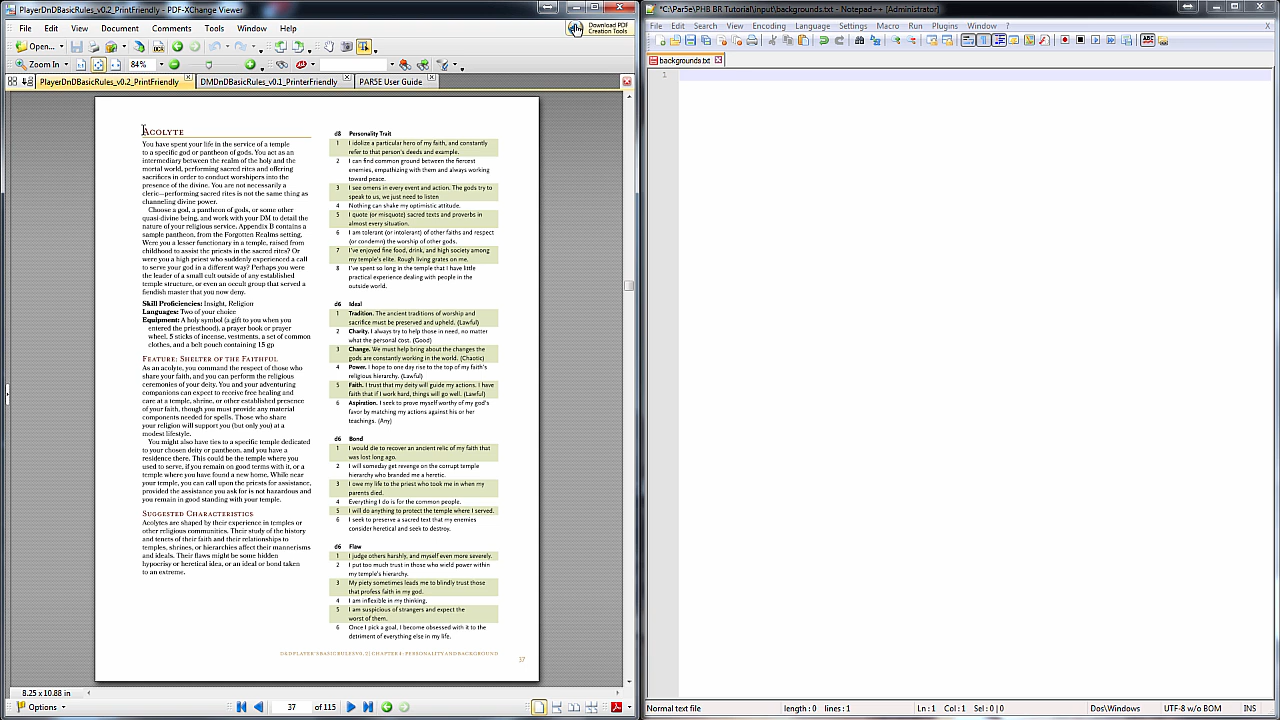 PlayerDnDBasicRules_v0.2_PrintFriendly - PDF-XChange Viewer
File Edit View Document Comments Tools Window Help
Download PDF
Creation Tools
Open...
Zoom In 84%
PlayerDnDBasicRules_v0.2_PrintFriendly DMDnDBasicRules_v0.1_PrinterFriendly PAR5E User Guide
Acolyte
You have spent your life in the service of a temple
to a specific god or pantheon of gods. You act as an
intermediary between the realm of the holy and the
mortal world, performing sacred rites and offering
sacrifices in order to conduct worshipers into the
presence of the divine. You are not necessarily a
cleric—performing sacred rites is not the same thing as
channeling divine power.
Choose a god, a pantheon of gods, or some other
quasi-divine being, and work with your DM to detail the
nature of your religious service. Appendix B contains a
sample pantheon, from the Forgotten Realms setting.
Were you a lesser functionary in a temple, raised from
childhood to assist the priests in the sacred rites? Or
were you a high priest who suddenly experienced a call
to serve your god in a different way? Perhaps you were
the leader of a small cult outside of any established
temple structure, or even an occult group that served a
fiendish master that you now deny.
Skill Proficiencies: Insight, Religion
Languages: Two of your choice
Equipment: A holy symbol (a gift to you when you
entered the priesthood), a prayer book or prayer
wheel, 5 sticks of incense, vestments, a set of common
clothes, and a belt pouch containing 15 gp
Feature: Shelter of the Faithful
As an acolyte, you command the respect of those who
share your faith, and you can perform the religious
ceremonies of your deity. You and your adventuring
companions can expect to receive free healing and
care at a temple, shrine, or other established presence
of your faith, though you must provide any material
components needed for spells. Those who share
your religion will support you (but only you) at a
modest lifestyle.
You might also have ties to a specific temple dedicated
to your chosen deity or pantheon, and you have a
residence there. This could be the temple where you
used to serve, if you remain on good terms with it, or a
temple where you have found a new home. While near
your temple, you can call upon the priests for assistance,
provided the assistance you ask for is not hazardous and
you remain in good standing with your temple.
Suggested Characteristics
Acolytes are shaped by their experience in temples or
other religious communities. Their study of the history
and tenets of their faith and their relationships to
temples, shrines, or hierarchies affect their mannerisms
and ideals. Their flaws might be some hidden
hypocrisy or heretical idea, or an ideal or bond taken
to an extreme.
d8 Personality Trait
1 I idolize a particular hero of my faith, and constantly
refer to that person's deeds and example.
2 I can find common ground between the fiercest
enemies, empathizing with them and always working
toward peace.
3 I see omens in every event and action. The gods try to
speak to us, we just need to listen
4 Nothing can shake my optimistic attitude.
5 I quote (or misquote) sacred texts and proverbs in
almost every situation.
6 I am tolerant (or intolerant) of other faiths and respect
(or condemn) the worship of other gods.
7 I've enjoyed fine food, drink, and high society among
my temple's elite. Rough living grates on me.
8 I've spent so long in the temple that I have little
practical experience dealing with people in the
outside world.
d6 Ideal
1 Tradition. The ancient traditions of worship and
sacrifice must be preserved and upheld. (Lawful)
2 Charity. I always try to help those in need, no matter
what the personal cost. (Good)
3 Change. We must help bring about the changes the
gods are constantly working in the world. (Chaotic)
4 Power. I hope to one day rise to the top of my faith's
religious hierarchy. (Lawful)
5 Faith. I trust that my deity will guide my actions. I have
faith that if I work hard, things will go well. (Lawful)
6 Aspiration. I seek to prove myself worthy of my god's
favor by matching my actions against his or her
teachings. (Any)
d6 Bond
1 I would die to recover an ancient relic of my faith that
was lost long ago.
2 I will someday get revenge on the corrupt temple
hierarchy who branded me a heretic.
3 I owe my life to the priest who took me in when my
parents died.
4 Everything I do is for the common people.
5 I will do anything to protect the temple where I served.
6 I seek to preserve a sacred text that my enemies
consider heretical and seek to destroy.
d6 Flaw
1 I judge others harshly, and myself even more severely.
2 I put too much trust in those who wield power within
my temple's hierarchy.
3 My piety sometimes leads me to blindly trust those
that profess faith in my god.
4 I am inflexible in my thinking.
5 I am suspicious of strangers and expect the
worst of them.
6 Once I pick a goal, I become obsessed with it to the
detriment of everything else in my life.
D&D PLAYER'S BASIC RULES V0.2 | CHAPTER 4: PERSONALITY AND BACKGROUND
37
8.25 x 10.88 in
Options 37 of 115
*C:\Par5e\PHB BR Tutorial\input\backgrounds.txt - Notepad++ [Administrator]
File Edit Search View Encoding Language Settings Macro Run Plugins Window ?
backgrounds.txt
1
Normal text file length : 0 lines : 1 Ln : 1 Col : 1 Sel : 0 | 0 Dos\Windows UTF-8 w/o BOM INS